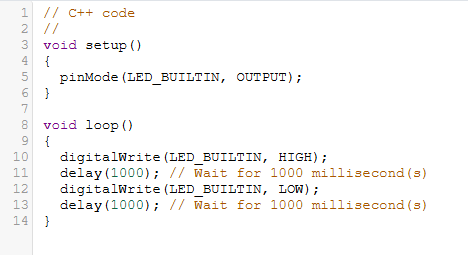 1 // C++ code
2 //
3 void setup()
4 {
5   pinMode(LED_BUILTIN, OUTPUT);
6 }
7
8 void loop()
9 {
10   digitalWrite(LED_BUILTIN, HIGH);
11   delay(1000); // Wait for 1000 millisecond(s)
12   digitalWrite(LED_BUILTIN, LOW);
13   delay(1000); // Wait for 1000 millisecond(s)
14 }